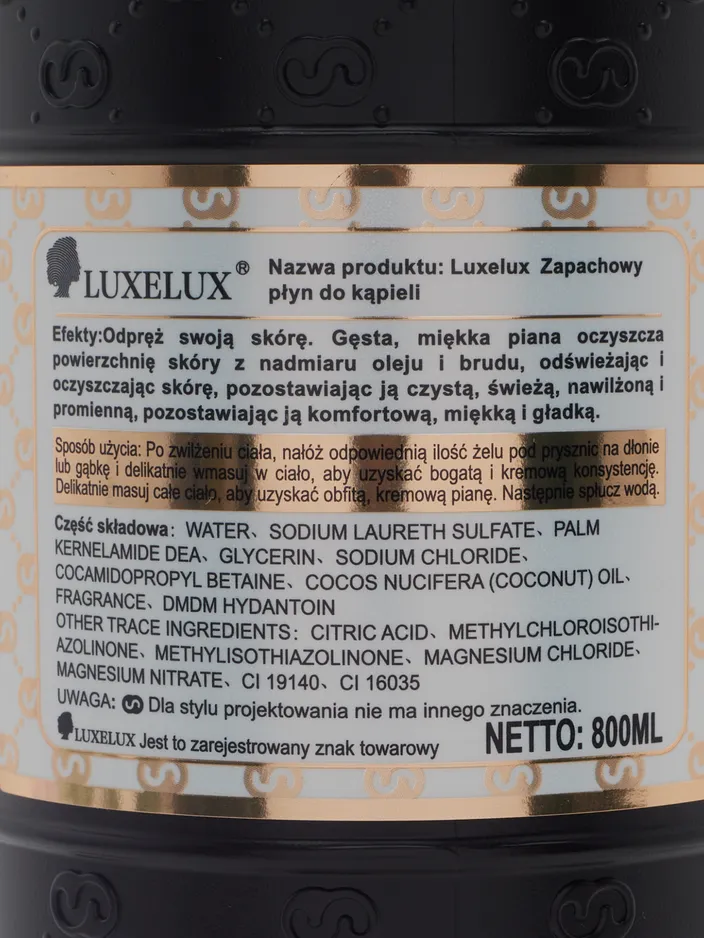 LUXELUX®
Nazwa produktu: Luxelux Zapachowy
płyn do kąpieli
Efekty:Odpręż swoją skórę. Gęsta, miękka piana oczyszcza
powierzchnię skóry z nadmiaru oleju i brudu, odświeżając i
oczyszczając skórę, pozostawiając ją czystą, świeżą, nawilżoną i
promienną, pozostawiając ją komfortową, miękką i gładką.
Sposób użycia: Po zwilżeniu ciała, nałóż odpowiednią ilość żelu pod prysznic na dłonie
lub gąbkę i delikatnie wmasuj w ciało, aby uzyskać bogatą i kremową konsystencję.
Delikatnie masuj całe ciało, aby uzyskać obfitą, kremową pianę. Następnie spłucz wodą.
Część składowa：WATER、SODIUM LAURETH SULFATE、PALM
KERNELAMIDE DEA、GLYCERIN、SODIUM CHLORIDE、
COCAMIDOPROPYL BETAINE、COCOS NUCIFERA (COCONUT) OIL、
FRAGRANCE、DMDM HYDANTOIN
OTHER TRACE INGREDIENTS：CITRIC ACID、METHYLCHLOROISOTHI-
AZOLINONE、METHYLISOTHIAZOLINONE、MAGNESIUM CHLORIDE、
MAGNESIUM NITRATE、CI 19140、CI 16035
UWAGA: Dla stylu projektowania nie ma innego znaczenia.
LUXELUX Jest to zarejestrowany znak towarowy
NETTO: 800ML